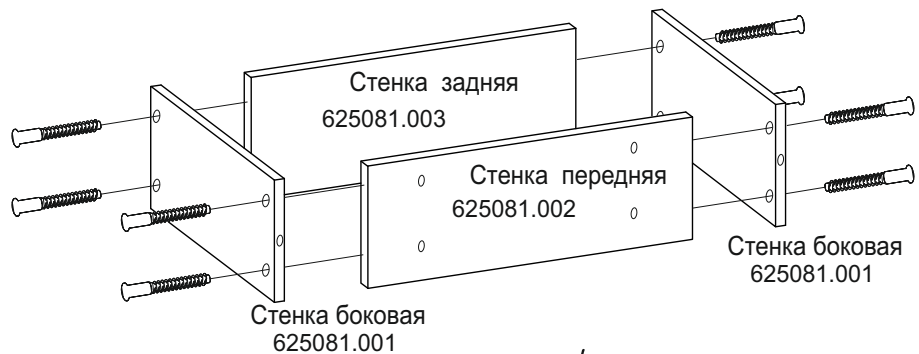 Стенка задняя
625081.003
Стенка передняя
625081.002
Стенка боковая
625081.001
Стенка боковая
625081.001